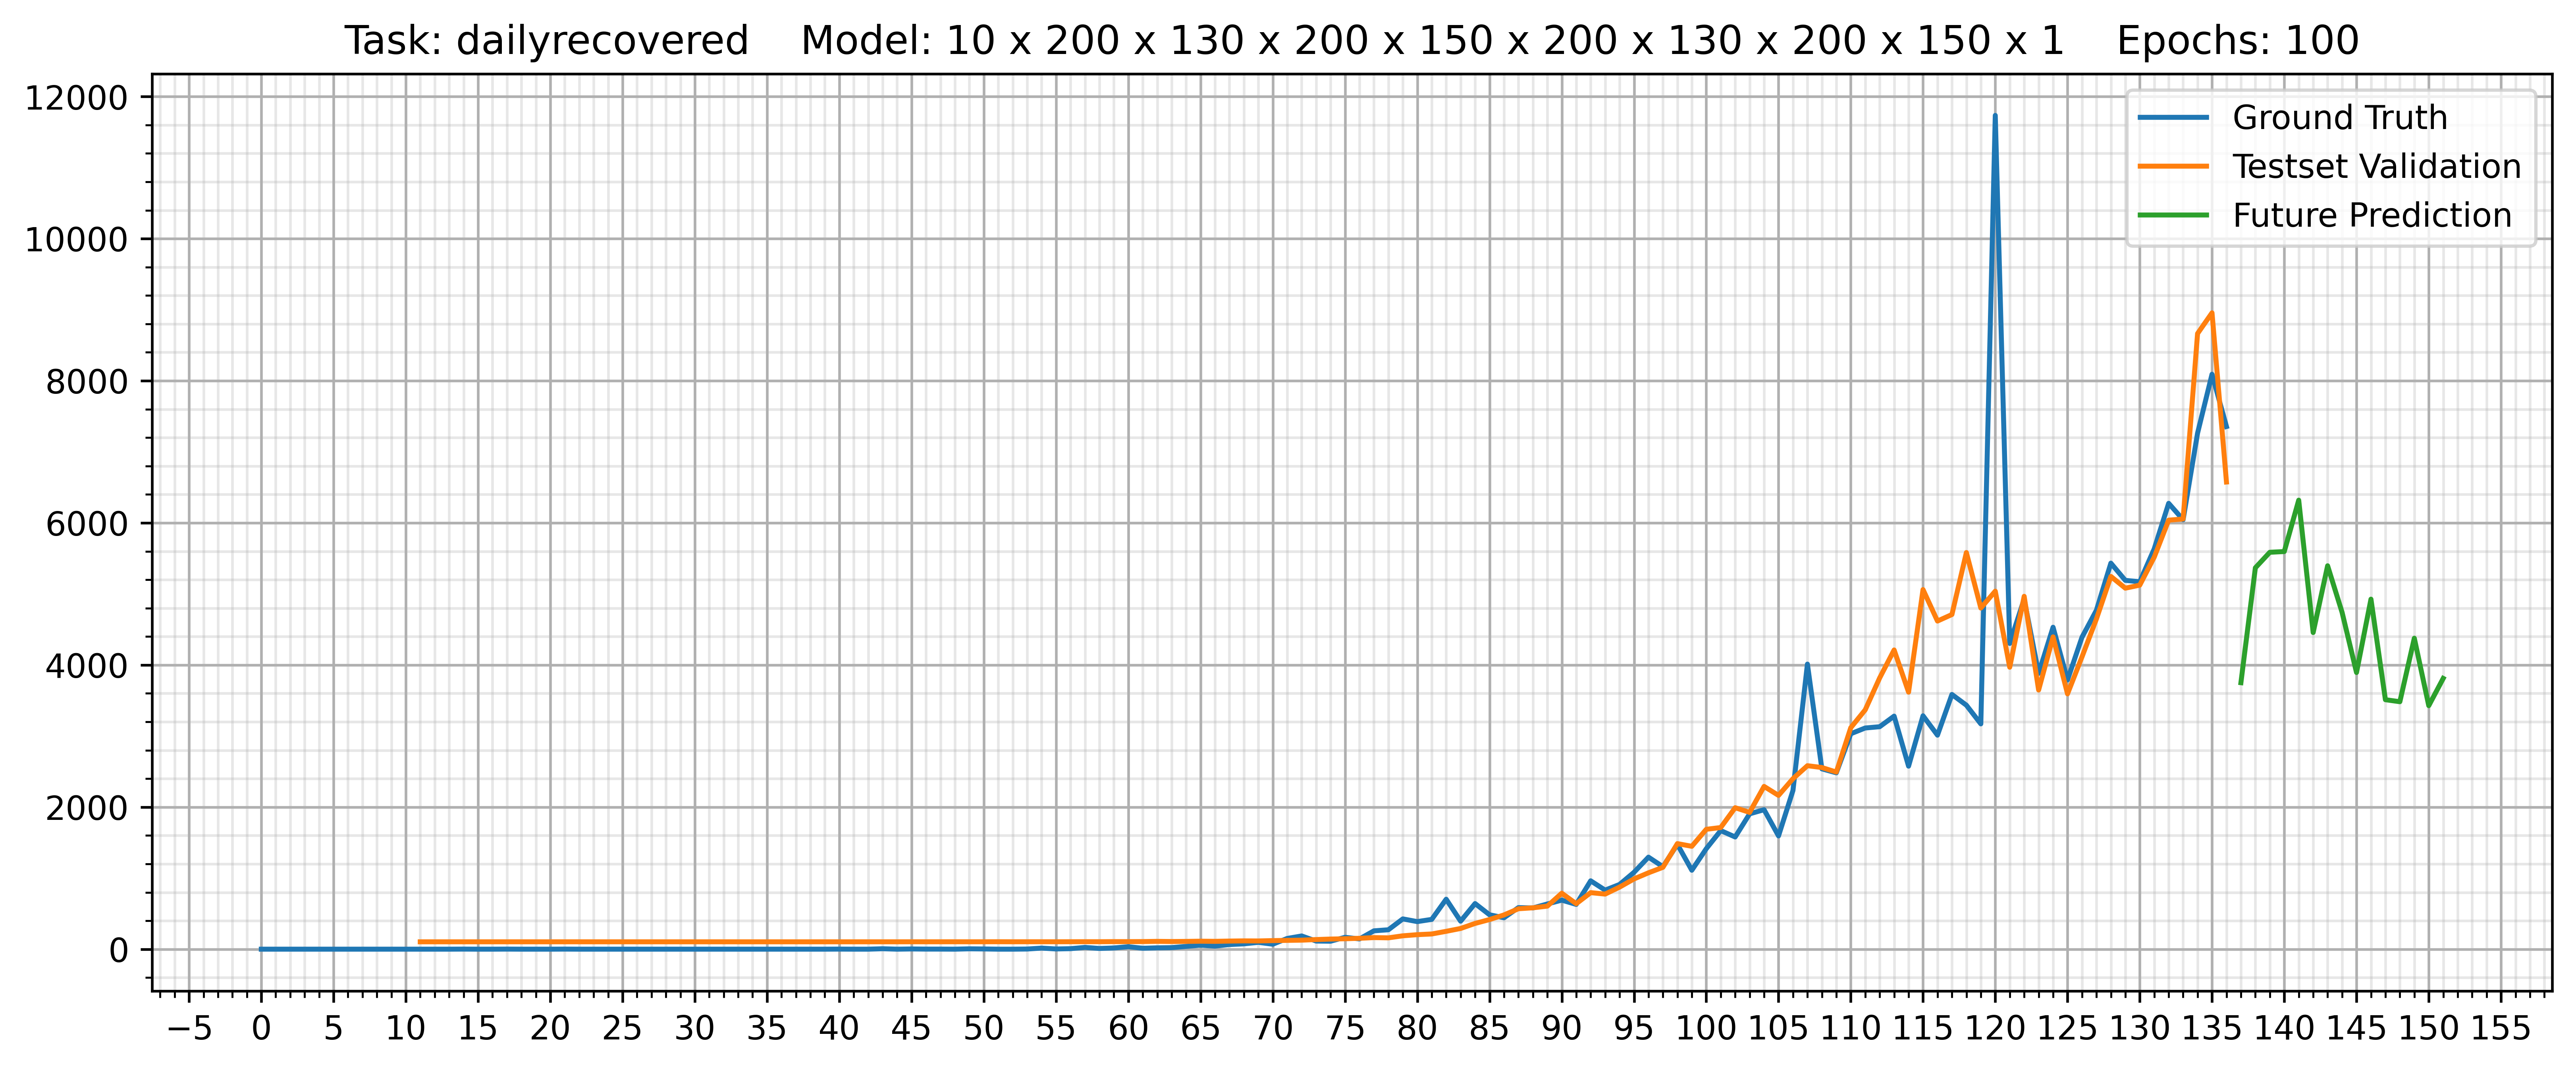 Task: dailyrecovered    Model: 10 x 200 x 130 x 200 x 150 x 200 x 130 x 200 x 150 x 1    Epochs: 100
12000
10000
8000
6000
4000
2000
0
Ground Truth
Testset Validation
Future Prediction
−5 0 5 10 15 20 25 30 35 40 45 50 55 60 65 70 75 80 85 90 95 100 105 110 115 120 125 130 135 140 145 150 155